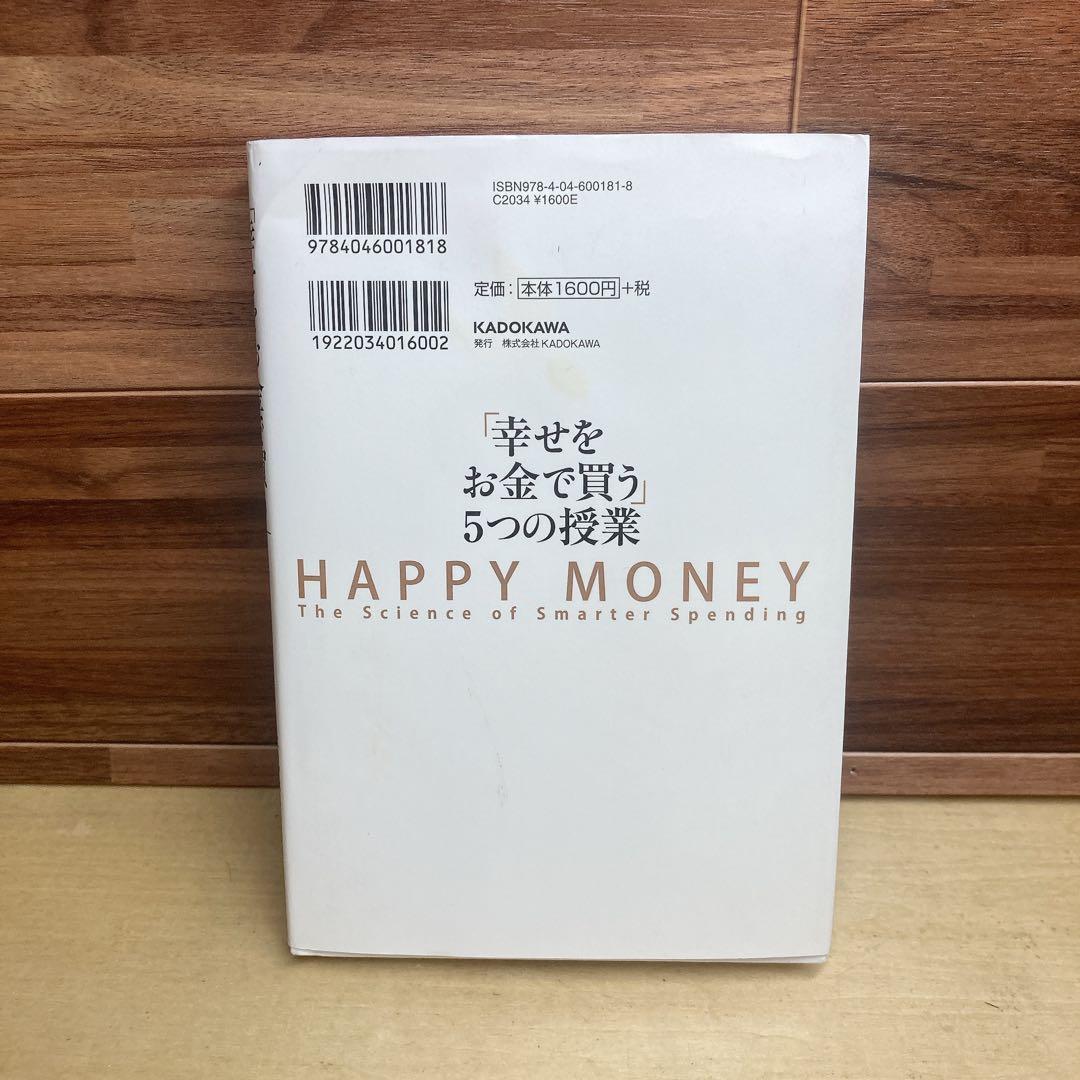 ISBN978-4-04-600181-8
C2034 ¥1600E
9784046001818
定価：本体1600円+税
1922034016002
KADOKAWA
発行 株式会社KADOKAWA
「幸せを
お金で買う」
5つの授業
HAPPY MONEY
The Science of Smarter Spending